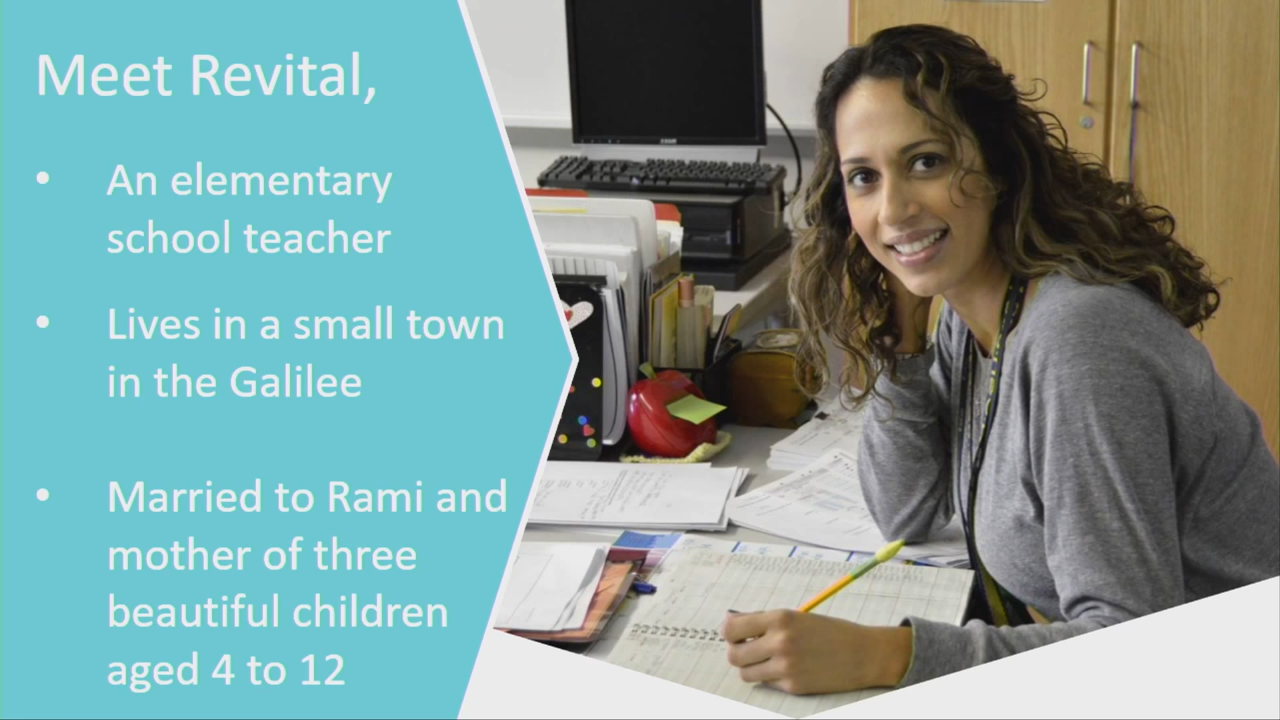 Meet Revital,
• An elementary
school teacher
• Lives in a small town
in the Galilee
• Married to Rami and
mother of three
beautiful children
aged 4 to 12